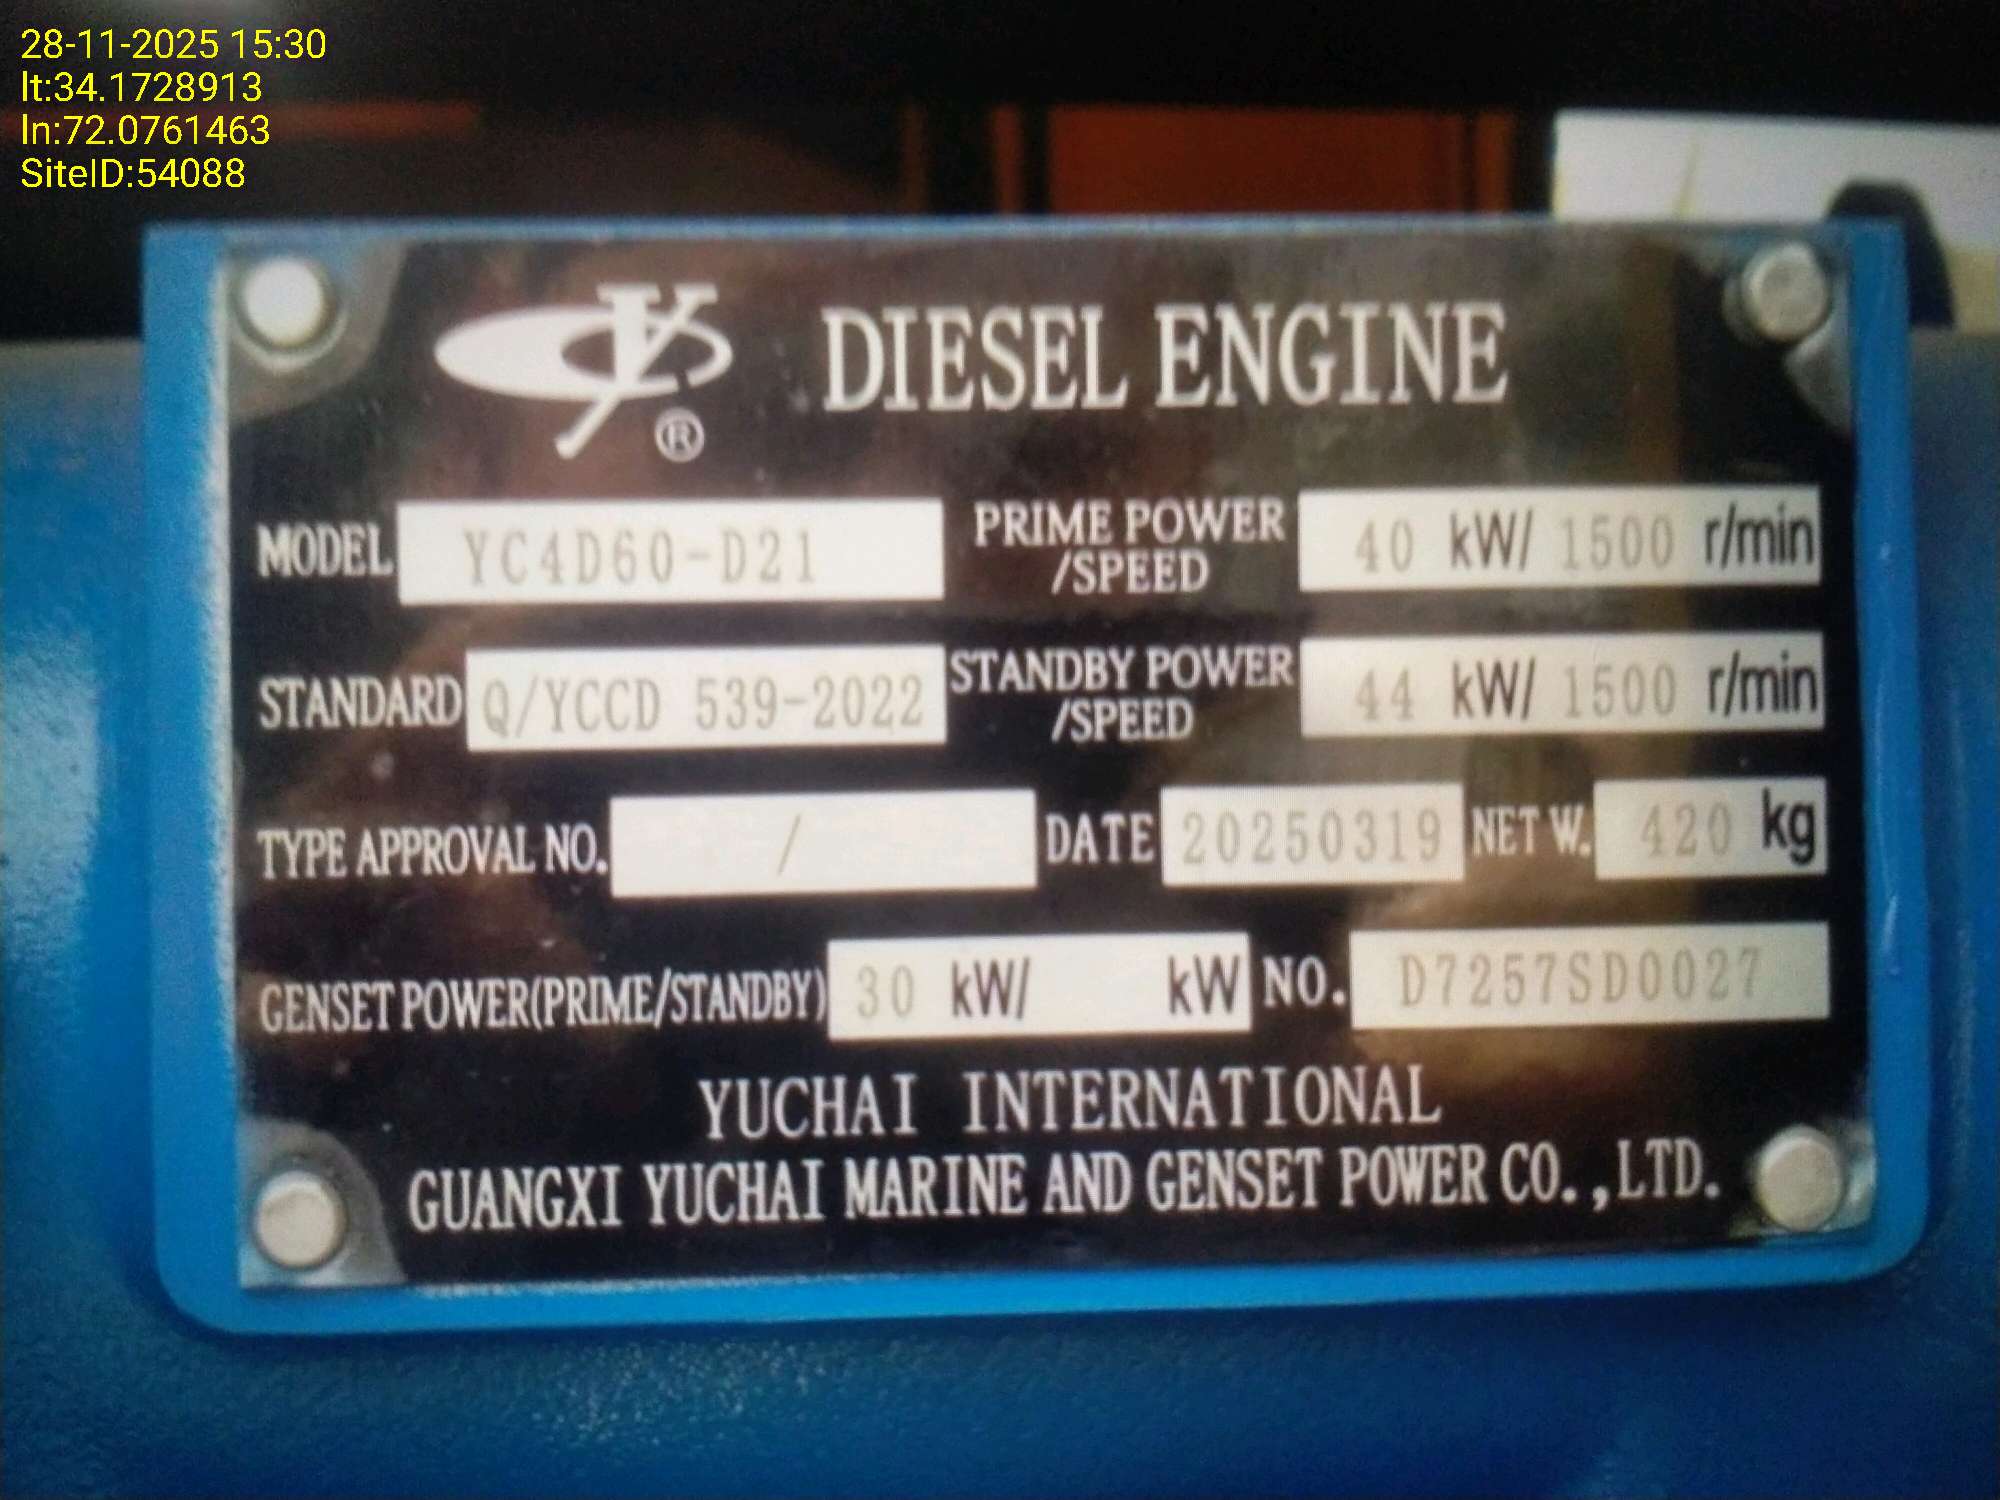 28-11-2025 15:30
lt:34.1728913
ln:72.0761463
SiteID:54088
Y ® DIESEL ENGINE
MODEL YC4D60-D21 PRIME POWER /SPEED 40 kW/ 1500 r/min
STANDARD Q/YCCD 539-2022 STANDBY POWER /SPEED 44 kW/ 1500 r/min
TYPE APPROVAL NO. / DATE 20250319 NET W. 420 kg
GENSET POWER(PRIME/STANDBY) 30 kW/ kW NO. D7257SD0027
YUCHAI INTERNATIONAL
GUANGXI YUCHAI MARINE AND GENSET POWER CO.,LTD.